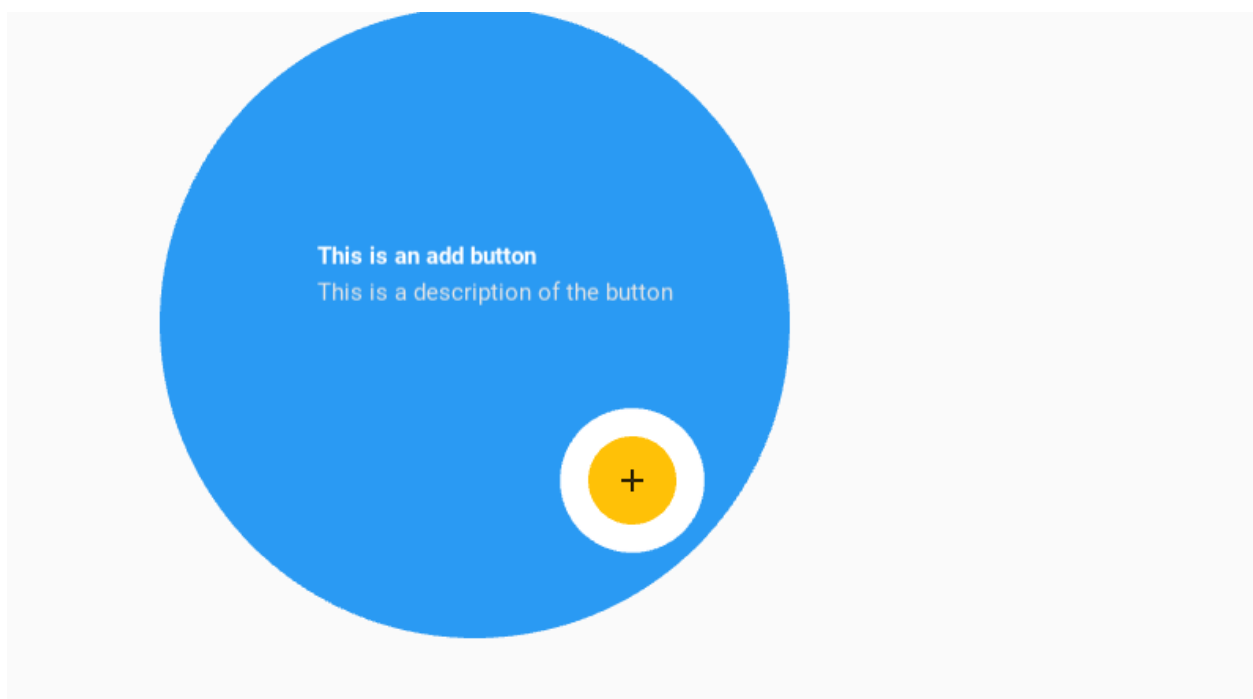 This is an add button
This is a description of the button
+